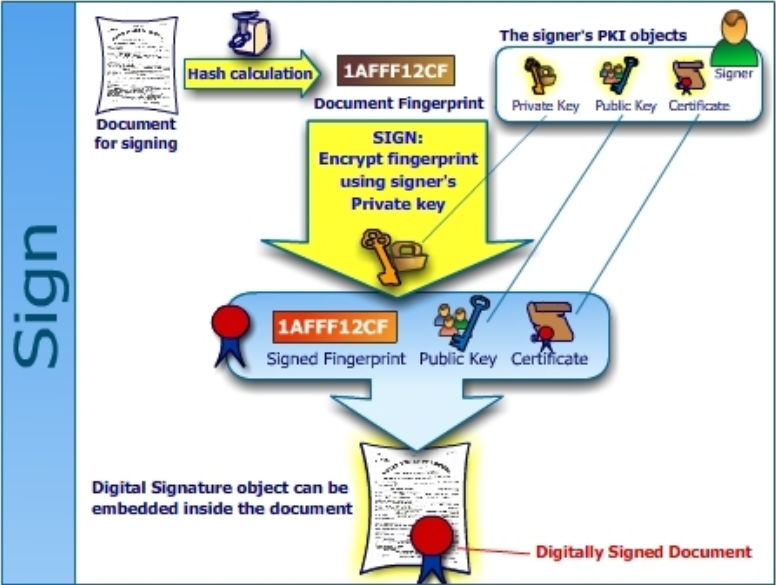 Sign
Document
for signing
Hash calculation
1AFFF12CF
Document Fingerprint
The signer's PKI objects
Signer
Private Key
Public Key
Certificate
SIGN:
Encrypt fingerprint
using signer's
Private key
1AFFF12CF
Signed Fingerprint
Public Key
Certificate
Digital Signature object can be
embedded inside the document
Digitally Signed Document